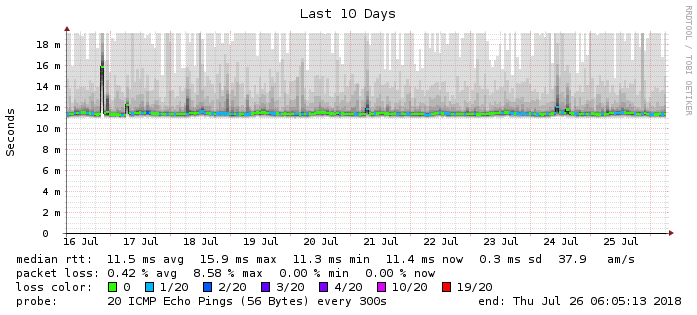 Last 10 Days
RRDTOOL / TOBI OETIKER
Seconds
18 m
16 m
14 m
12 m
10 m
8 m
6 m
4 m
2 m
0
16 Jul 17 Jul 18 Jul 19 Jul 20 Jul 21 Jul 22 Jul 23 Jul 24 Jul 25 Jul
median rtt: 11.5 ms avg 15.9 ms max 11.3 ms min 11.4 ms now 0.3 ms sd 37.9 am/s
packet loss: 0.42 % avg 8.58 % max 0.00 % min 0.00 % now
loss color: 0 1/20 2/20 3/20 4/20 10/20 19/20
probe: 20 ICMP Echo Pings (56 Bytes) every 300s end: Thu Jul 26 06:05:13 2018